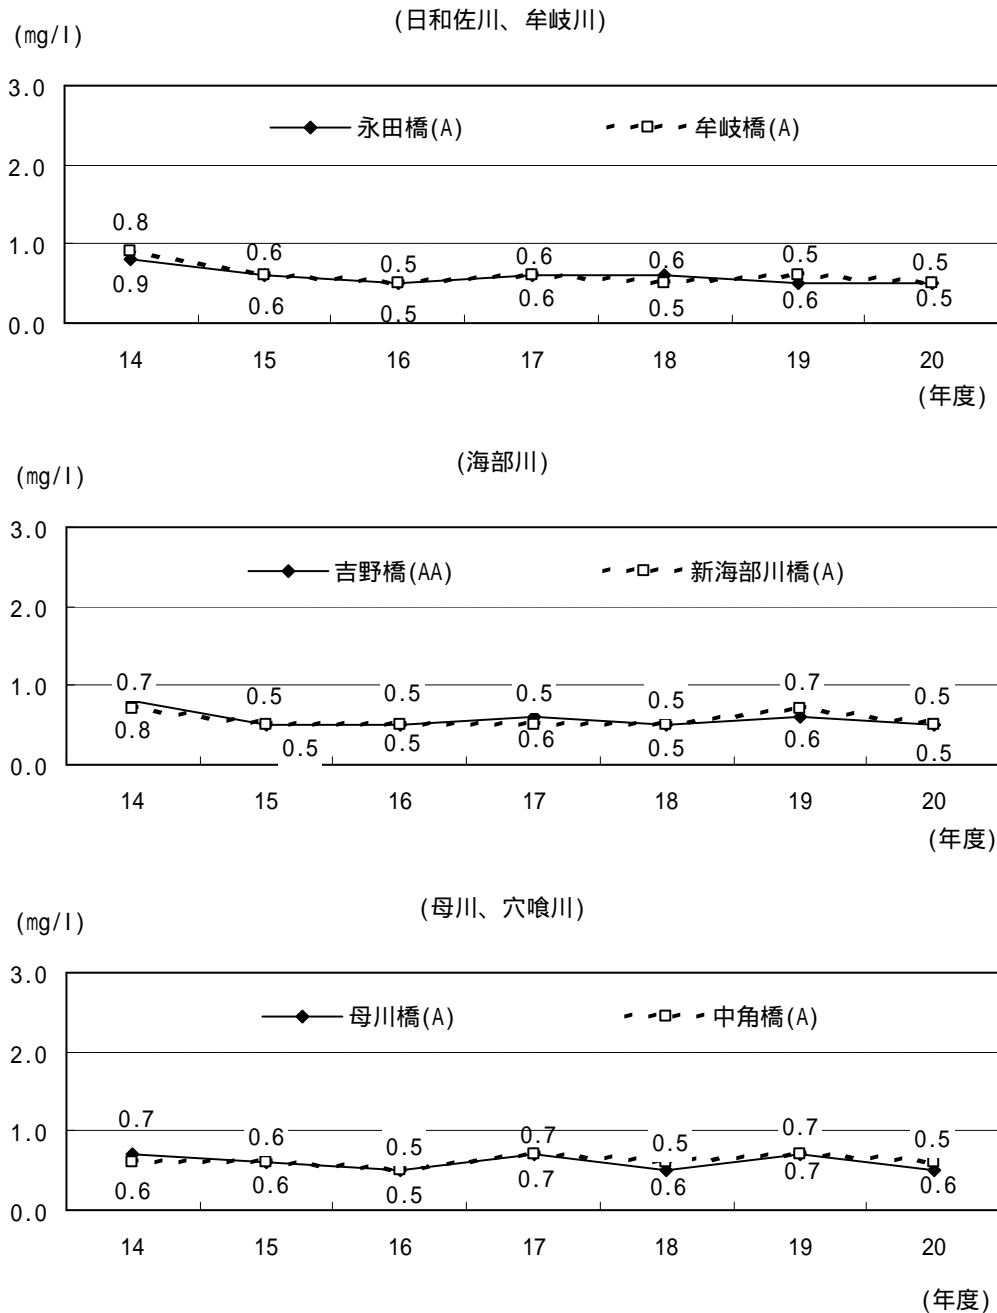 (日和佐川、牟岐川)
(mg/l)
3.0
永田橋(A) 牟岐橋(A)
2.0
0.8
1.0 0.6 0.5 0.6 0.6 0.5 0.5
0.9 0.6 0.5 0.6 0.5 0.6 0.5
0.0
14 15 16 17 18 19 20
(年度)
(海部川)
(mg/l)
3.0
吉野橋(AA) 新海部川橋(A)
2.0
1.0 0.7 0.5 0.5 0.5 0.5 0.7 0.5
0.8 0.5 0.5 0.6 0.5 0.6 0.5
0.0
14 15 16 17 18 19 20
(年度)
(母川、穴喰川)
(mg/l)
3.0
母川橋(A) 中角橋(A)
2.0
1.0 0.7 0.6 0.5 0.7 0.5 0.7 0.5
0.6 0.6 0.5 0.7 0.6 0.7 0.6
0.0
14 15 16 17 18 19 20
(年度)